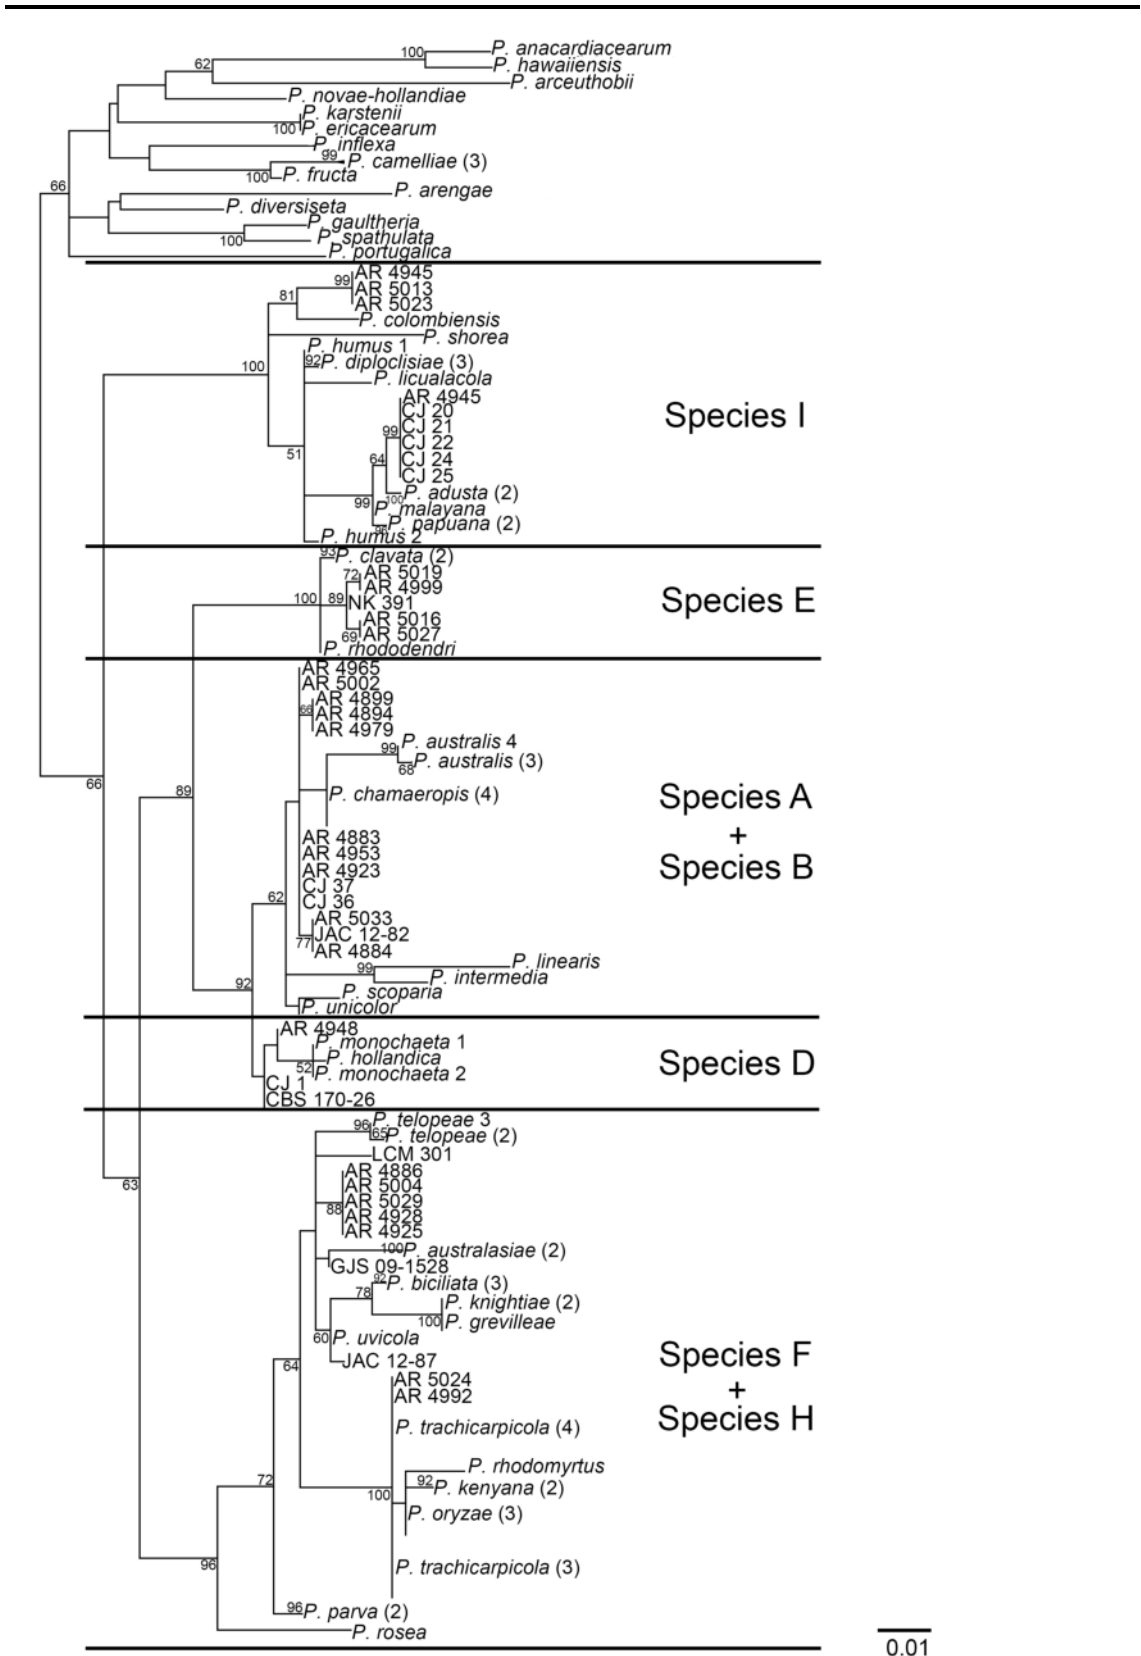 100 P. anacardiacearum
P. hawaiiensis
62
P. arceuthobii
P. novae-hollandiae
P. karstenii
100 P. ericacearum
P. inflexa
99 P. camelliae (3)
100 P. fructa
66
P. arengae
P. diversiseta
P. gaultheria
100 P. spathulata
P. portugalica
AR 4945
99 AR 5013
81 AR 5023
P. colombiensis
P. shorea
P. humus 1
92 P. diploclisiae (3)
100
P. licualacola
AR 4945
CJ 20
CJ 21
99 CJ 22
Species I
51
64 CJ 24
CJ 25
100 P. adusta (2)
99 P. malayana
96 P. papuana (2)
P. humus 2
93 P. clavata (2)
72 AR 5019
AR 4999
100 89 NK 391
Species E
AR 5016
69 AR 5027
P. rhododendri
AR 4965
AR 5002
AR 4899
66 AR 4894
AR 4979
P. australis 4
99
68 P. australis (3)
66
89
P. chamaeropis (4)
Species A
+
Species B
AR 4883
AR 4953
AR 4923
CJ 37
CJ 36
62
AR 5033
JAC 12-82
77 AR 4884
P. linearis
99 P. intermedia
92
P. scoparia
P. unicolor
AR 4948
P. monochaeta 1
P. hollandica
52 P. monochaeta 2
Species D
CJ 1
CBS 170-26
P. telopeae 3
96 65 P. telopeae (2)
LCM 301
63
AR 4886
AR 5004
AR 5029
88 AR 4928
AR 4925
100 P. australasiae (2)
GJS 09-1528
92 P. biciliata (3)
78
P. knightiae (2)
100 P. grevilleae
60 P. uvicola
JAC 12-87
64
Species F
+
Species H
AR 5024
AR 4992
P. trachicarpicola (4)
P. rhodomyrtus
72
92 P. kenyana (2)
100
P. oryzae (3)
96
P. trachicarpicola (3)
96 P. parva (2)
P. rosea
0.01